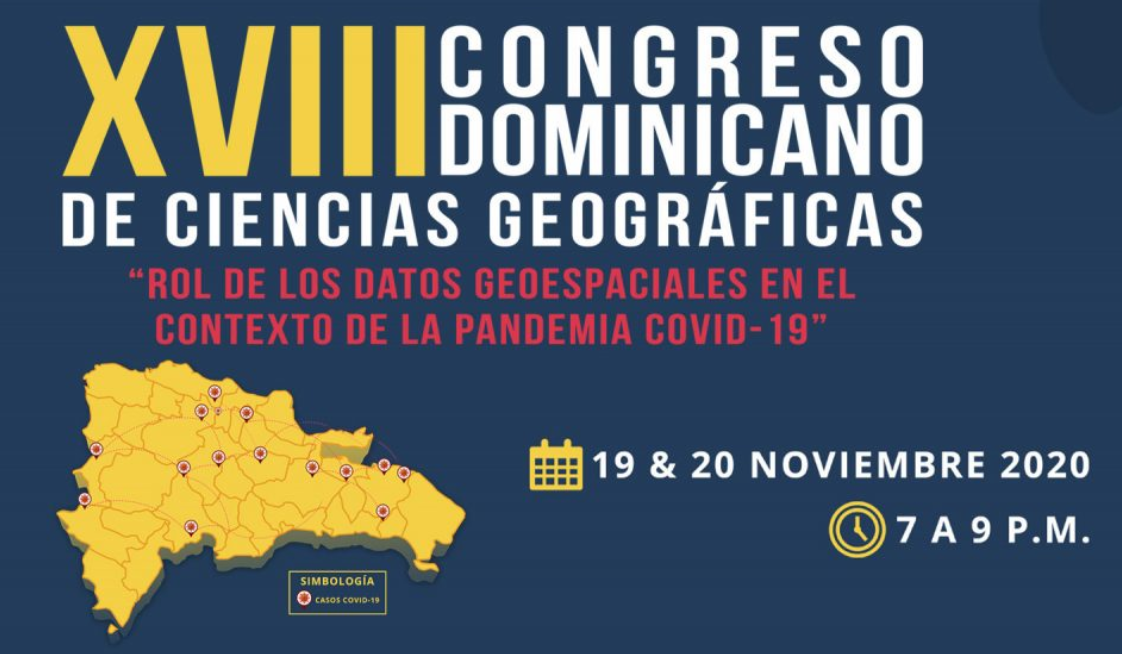 XVIII CONGRESO
DOMINICANO
DE CIENCIAS GEOGRÁFICAS
“ROL DE LOS DATOS GEOESPACIALES EN EL
CONTEXTO DE LA PANDEMIA COVID-19”
19 & 20 NOVIEMBRE 2020
7 A 9 P.M.
SIMBOLOGÍA
CASOS COVID-19